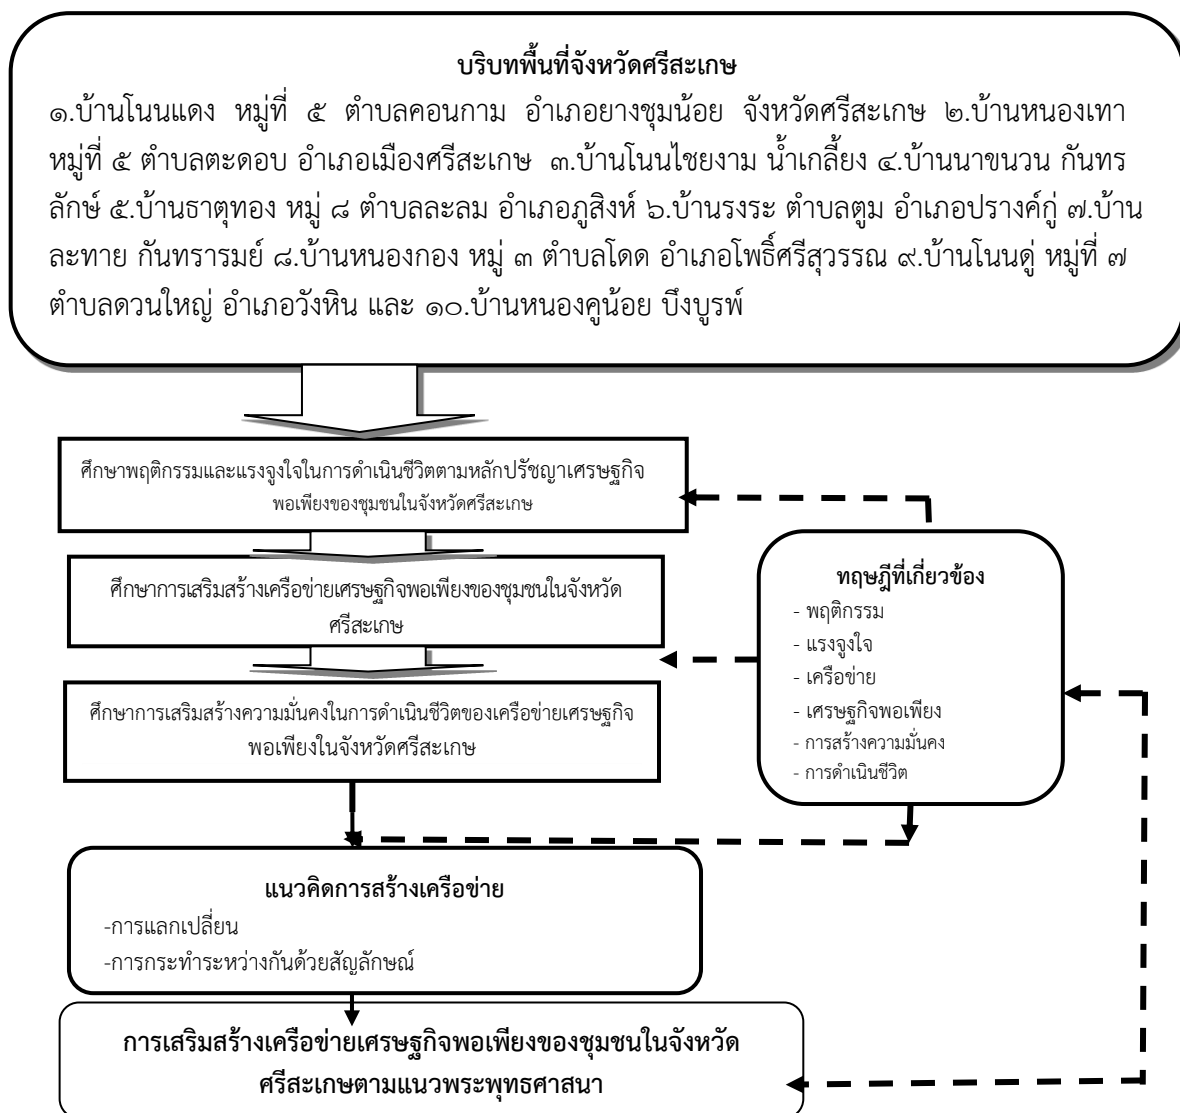 บริบทพื้นที่จังหวัดศรีสะเกษ
๑.บ้านโนนแดง หมู่ที่ ๕ ตำบลคอนกาม อำเภอยางชุมน้อย จังหวัดศรีสะเกษ ๒.บ้านหนองเทา
หมู่ที่ ๕ ตำบลตะดอบ อำเภอเมืองศรีสะเกษ ๓.บ้านโนนไชยงาม น้ำเกลี้ยง ๔.บ้านนาขนวน กันทร
ลักษ์ ๕.บ้านธาตุทอง หมู่ ๘ ตำบลละลม อำเภอภูสิงห์ ๖.บ้านรงระ ตำบลตูม อำเภอปรางค์กู่ ๗.บ้าน
ละทาย กันทรารมย์ ๘.บ้านหนองกอง หมู่ ๓ ตำบลโดด อำเภอโพธิ์ศรีสุวรรณ ๙.บ้านโนนดู่ หมู่ที่ ๗
ตำบลดวนใหญ่ อำเภอวังหิน และ ๑๐.บ้านหนองคูน้อย บึงบูรพ์
ศึกษาพฤติกรรมและแรงจูงใจในการดำเนินชีวิตตามหลักปรัชญาเศรษฐกิจ
พอเพียงของชุมชนในจังหวัดศรีสะเกษ
ศึกษาการเสริมสร้างเครือข่ายเศรษฐกิจพอเพียงของชุมชนในจังหวัด
ศรีสะเกษ
ศึกษาการเสริมสร้างความมั่นคงในการดำเนินชีวิตของเครือข่ายเศรษฐกิจ
พอเพียงในจังหวัดศรีสะเกษ
ทฤษฎีที่เกี่ยวข้อง
- พฤติกรรม
- แรงจูงใจ
- เครือข่าย
- เศรษฐกิจพอเพียง
- การสร้างความมั่นคง
- การดำเนินชีวิต
แนวคิดการสร้างเครือข่าย
-การแลกเปลี่ยน
-การกระทำระหว่างกันด้วยสัญลักษณ์
การเสริมสร้างเครือข่ายเศรษฐกิจพอเพียงของชุมชนในจังหวัด
ศรีสะเกษตามแนวพระพุทธศาสนา